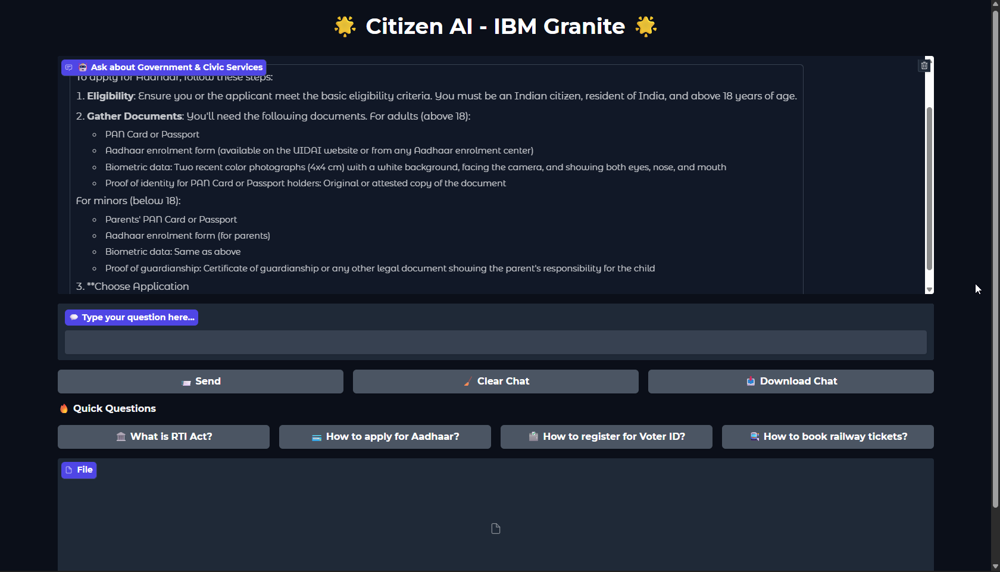 🌟 Citizen AI - IBM Granite 🌟
Ask about Government & Civic Services
To apply for Aadhaar, follow these steps:
1. Eligibility: Ensure you or the applicant meet the basic eligibility criteria. You must be an Indian citizen, resident of India, and above 18 years of age.
2. Gather Documents: You'll need the following documents. For adults (above 18):
PAN Card or Passport
Aadhaar enrolment form (available on the UIDAI website or from any Aadhaar enrolment center)
Biometric data: Two recent color photographs (4x4 cm) with a white background, facing the camera, and showing both eyes, nose, and mouth
Proof of identity for PAN Card or Passport holders: Original or attested copy of the document
For minors (below 18):
Parents' PAN Card or Passport
Aadhaar enrolment form (for parents)
Biometric data: Same as above
Proof of guardianship: Certificate of guardianship or any other legal document showing the parent's responsibility for the child
3. **Choose Application
Type your question here...
Send
Clear Chat
Download Chat
Quick Questions
What is RTI Act?
How to apply for Aadhaar?
How to register for Voter ID?
How to book railway tickets?
File